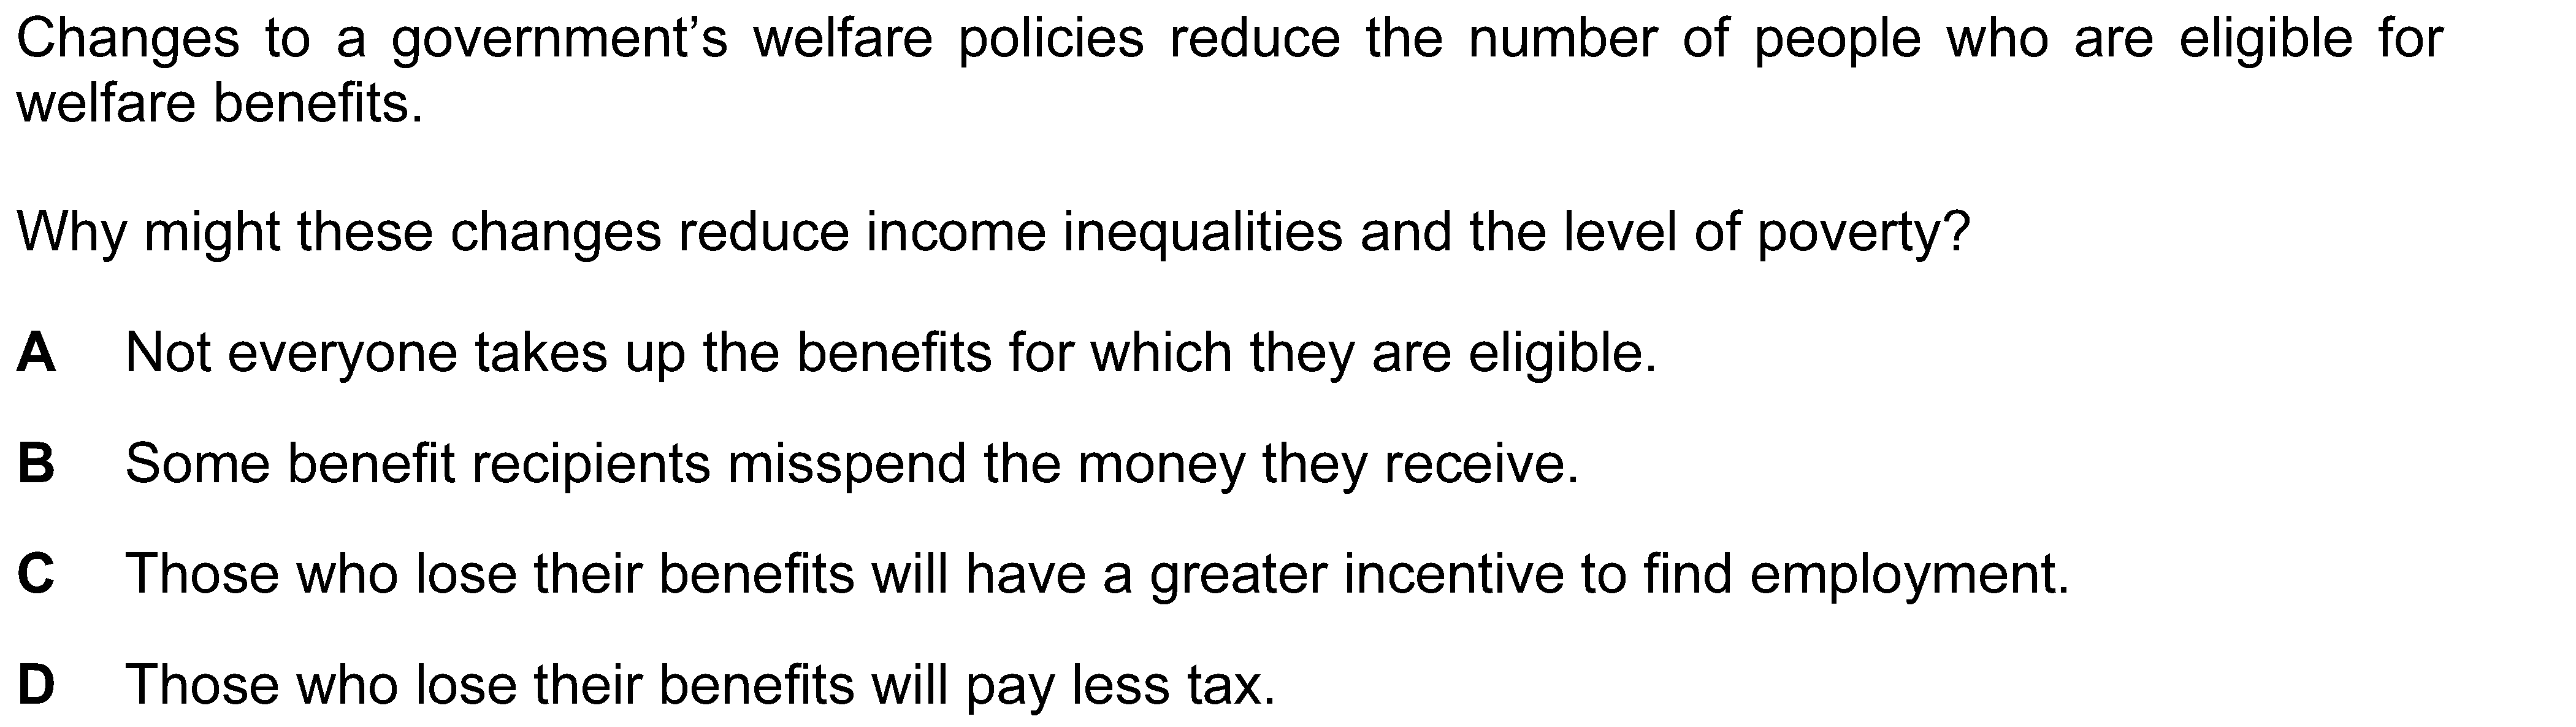 Changes to a government’s welfare policies reduce the number of people who are eligible for
welfare benefits.
Why might these changes reduce income inequalities and the level of poverty?
A Not everyone takes up the benefits for which they are eligible.
B Some benefit recipients misspend the money they receive.
C Those who lose their benefits will have a greater incentive to find employment.
D Those who lose their benefits will pay less tax.